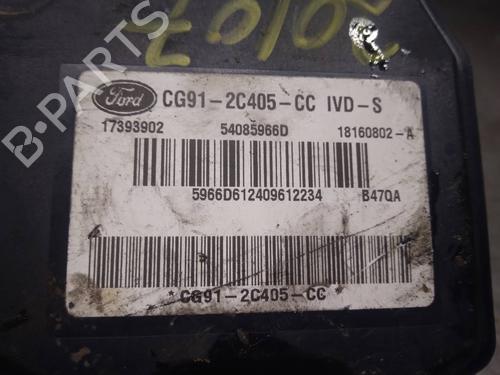 B-PARTS
Ford CG91-2C405-CC IVD-S
17393902 54085966D 18160802-A
5966D612409612234 B47QA
* CG91-2C405-CC *